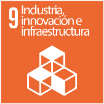 9 Industria,
innovación e
infraestructura